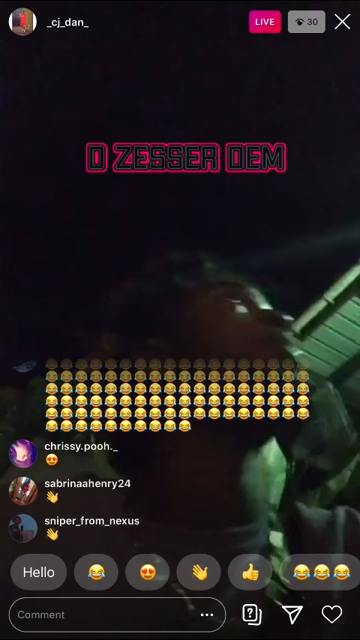 _cj_dan_
LIVE
30
D ZESSER DEM
chrissy.pooh._
😍
sabrinaahenry24
👋
sniper_from_nexus
👋
Hello
😂
😍
👋
👍
😂😂😂
Comment